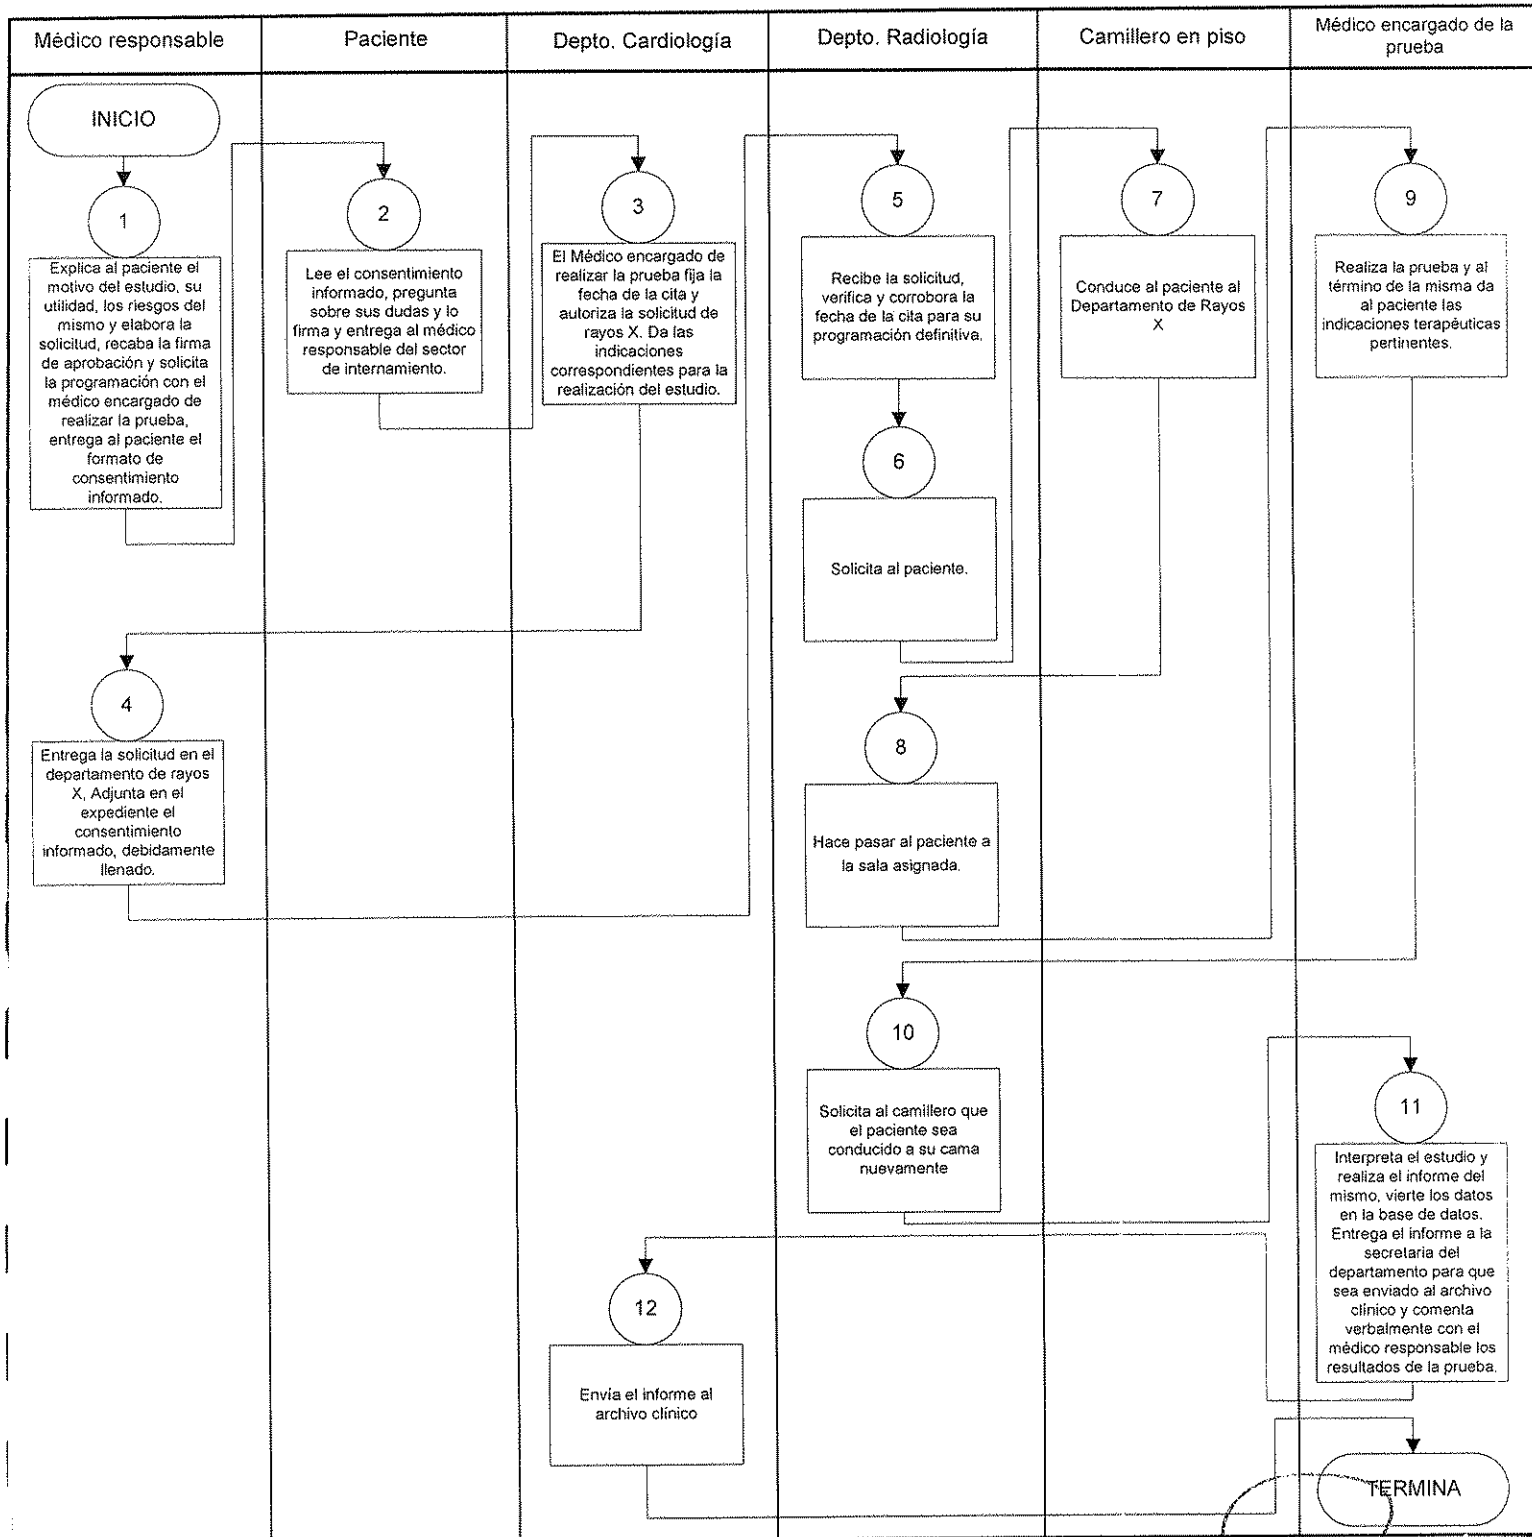 Médico responsable
Paciente
Depto. Cardiología
Depto. Radiología
Camillero en piso
Médico encargado de la
prueba
INICIO
1
Explica al paciente el
motivo del estudio, su
utilidad, los riesgos del
mismo y elabora la
solicitud, recaba la firma
de aprobación y solicita
la programación con el
médico encargado de
realizar la prueba,
entrega al paciente el
formato de
consentimiento
informado.
2
Lee el consentimiento
informado, pregunta
sobre sus dudas y lo
firma y entrega al médico
responsable del sector
de internamiento.
3
El Médico encargado de
realizar la prueba fija la
fecha de la cita y
autoriza la solicitud de
rayos X. Da las
indicaciones
correspondientes para la
realización del estudio.
4
Entrega la solicitud en el
departamento de rayos
X, Adjunta en el
expediente el
consentimiento
informado, debidamente
llenado.
5
Recibe la solicitud,
verifica y corrobora la
fecha de la cita para su
programación definitiva.
6
Solicita al paciente.
7
Conduce al paciente al
Departamento de Rayos
X
8
Hace pasar al paciente a
la sala asignada.
9
Realiza la prueba y al
término de la misma da
al paciente las
indicaciones terapéuticas
pertinentes.
10
Solicita al camillero que
el paciente sea
conducido a su cama
nuevamente
11
Interpreta el estudio y
realiza el informe del
mismo, vierte los datos
en la base de datos.
Entrega el informe a la
secretaria del
departamento para que
sea enviado al archivo
clínico y comenta
verbalmente con el
médico responsable los
resultados de la prueba.
12
Envía el informe al
archivo clínico
TERMINA